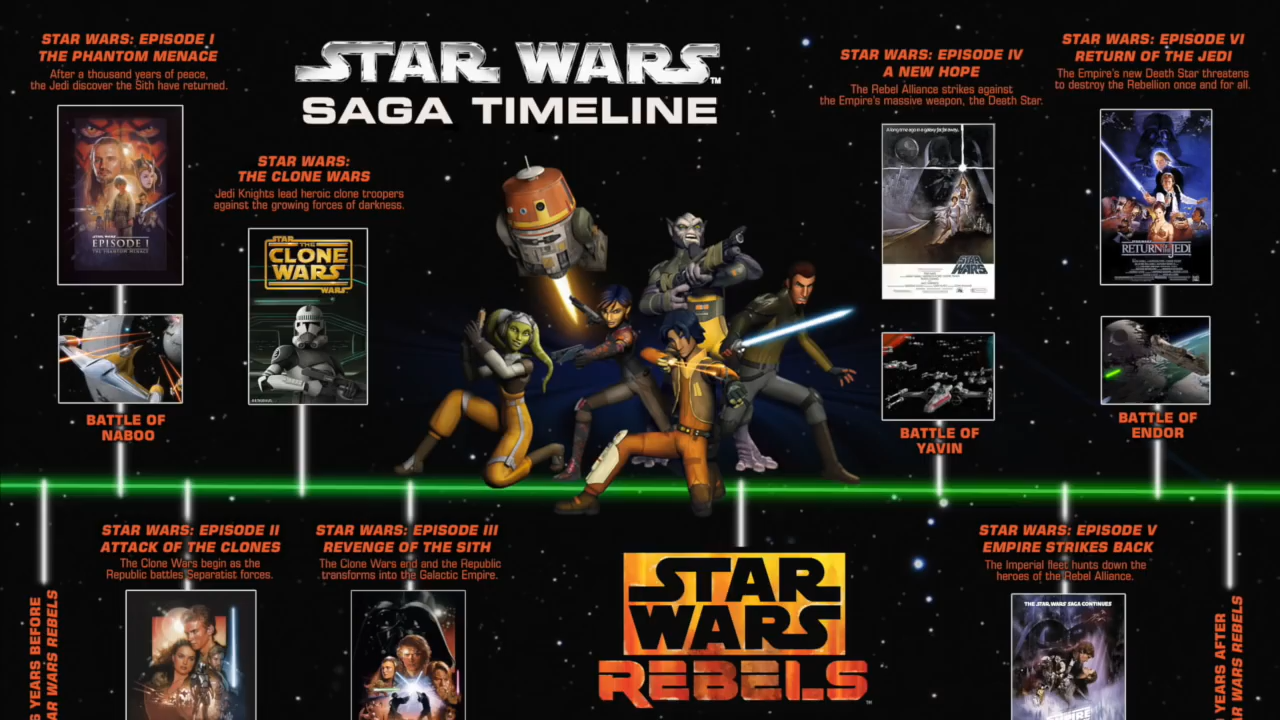 STAR WARS: EPISODE I
THE PHANTOM MENACE
After a thousand years of peace,
the Jedi discover the Sith have returned.
EPISODE I
THE PHANTOM MENACE
BATTLE OF
NABOO
STAR WARS™
SAGA TIMELINE
STAR WARS:
THE CLONE WARS
Jedi Knights lead heroic clone troopers
against the growing forces of darkness.
STAR
THE
CLONE
WARS
WARS
STAR WARS: EPISODE IV
A NEW HOPE
The Rebel Alliance strikes against
the Empire's massive weapon, the Death Star.
A long time ago in a galaxy far, far away...
STAR
WARS
BATTLE OF
YAVIN
STAR WARS: EPISODE VI
RETURN OF THE JEDI
The Empire's new Death Star threatens
to destroy the Rebellion once and for all.
STAR WARS
RETURN OF THE JEDI
BATTLE OF
ENDOR
YEARS BEFORE
STAR WARS: EPISODE II
ATTACK OF THE CLONES
The Clone Wars begin as the
Republic battles Separatist forces.
STAR WARS: EPISODE III
REVENGE OF THE SITH
The Clone Wars end and the Republic
transforms into the Galactic Empire.
STAR
WARS
REBELS™
STAR WARS: EPISODE V
EMPIRE STRIKES BACK
The Imperial fleet hunts down the
heroes of the Rebel Alliance.
THE STAR WARS SAGA CONTINUES
EMPIRE
YEARS AFTER